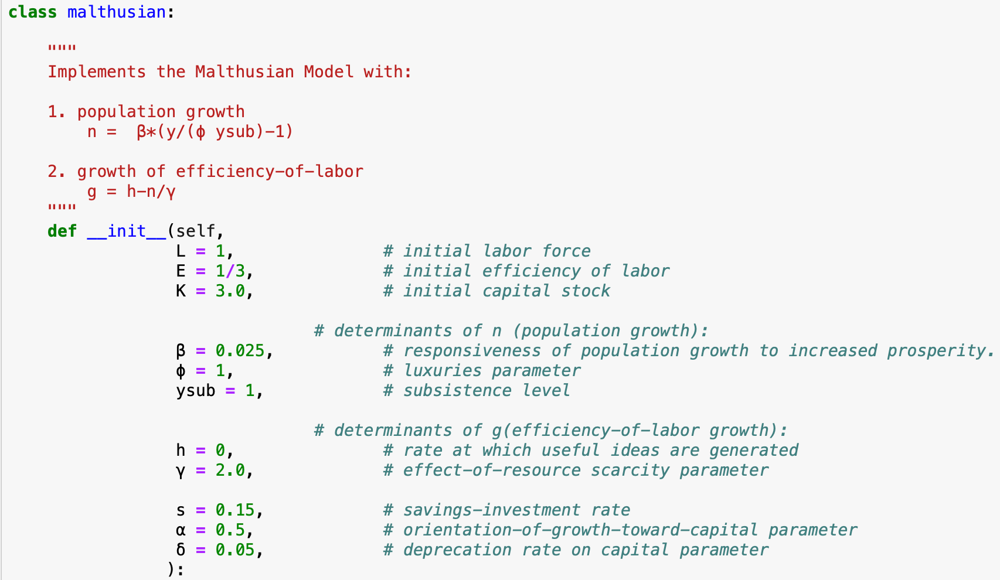 class malthusian:
"""
Implements the Malthusian Model with:
1. population growth
n =  β*(y/(ϕ ysub)-1)
2. growth of efficiency-of-labor
g = h-n/γ
"""
def __init__(self,
L = 1,              # initial labor force
E = 1/3,            # initial efficiency of labor
K = 3.0,            # initial capital stock
# determinants of n (population growth):
β = 0.025,          # responsiveness of population growth to increased prosperity.
ϕ = 1,              # luxuries parameter
ysub = 1,           # subsistence level
# determinants of g(efficiency-of-labor growth):
h = 0,              # rate at which useful ideas are generated
γ = 2.0,            # effect-of-resource scarcity parameter
s = 0.15,           # savings-investment rate
α = 0.5,            # orientation-of-growth-toward-capital parameter
δ = 0.05,           # deprecation rate on capital parameter
):